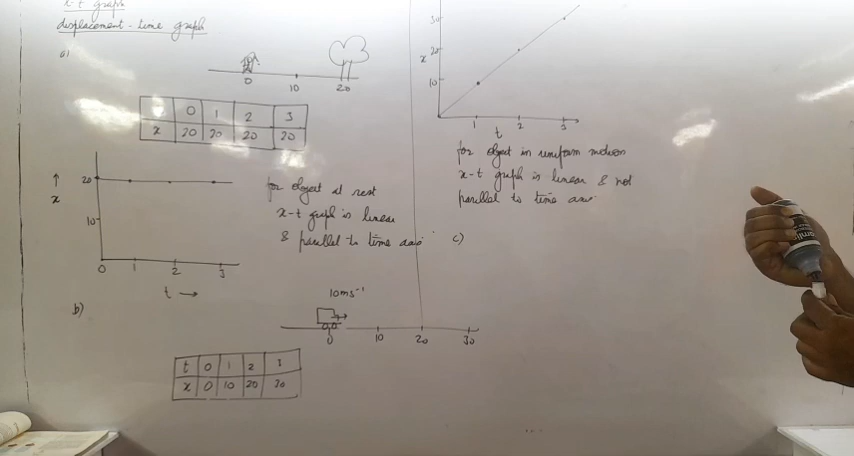 x-t graph
displacement-time graph
a)
0 10 20
0 1 2 3
x 20 20 20 20
20
x
10
0 1 2 3
t
for object at rest
x-t graph is linear
& parallel to time axis
b)
10ms⁻¹
0 10 20 30
t 0 1 2 3
x 0 10 20 30
30
x 20
10
1 2 3
t
for object in uniform motion
x-t graph is linear & not
parallel to time axis
c)